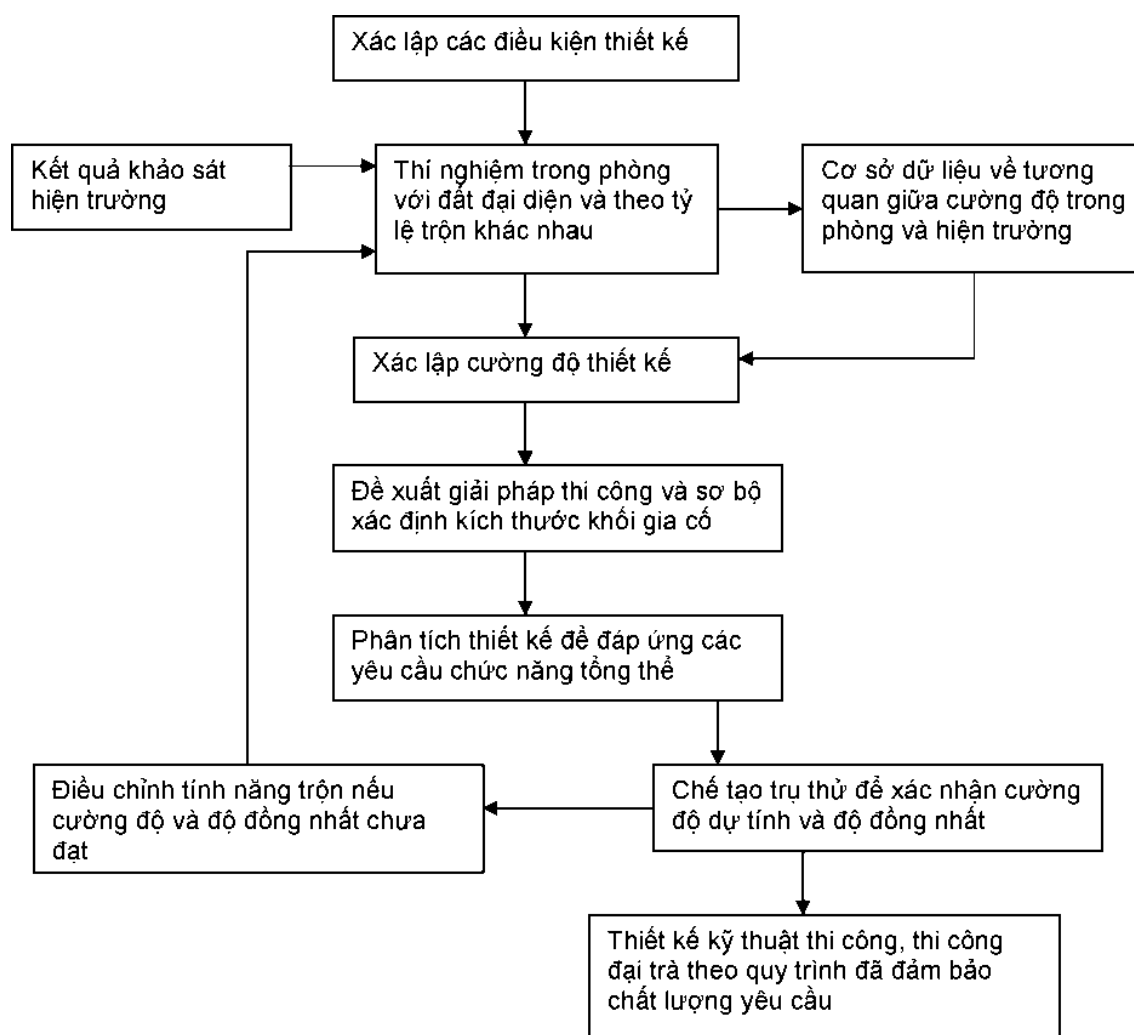 Xác lập các điều kiện thiết kế
Kết quả khảo sát
hiện trường
Thí nghiệm trong phòng
với đất đại diện và theo tỷ
lệ trộn khác nhau
Cơ sở dữ liệu về tương
quan giữa cường độ trong
phòng và hiện trường
Xác lập cường độ thiết kế
Đề xuất giải pháp thi công và sơ bộ
xác định kích thước khối gia cố
Phân tích thiết kế để đáp ứng các
yêu cầu chức năng tổng thể
Điều chỉnh tính năng trộn nếu
cường độ và độ đồng nhất chưa
đạt
Chế tạo trụ thử để xác nhận cường
độ dự tính và độ đồng nhất
Thiết kế kỹ thuật thi công, thi công
đại trà theo quy trình đã đảm bảo
chất lượng yêu cầu